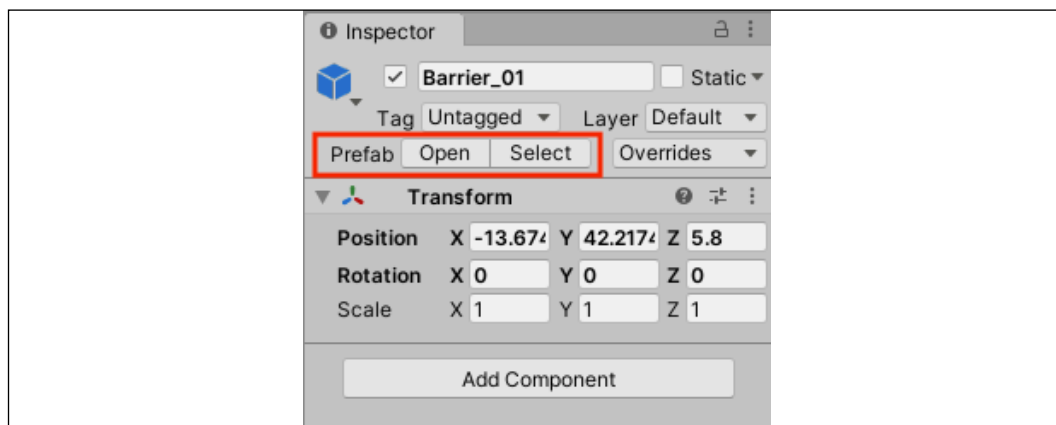 Inspector
Barrier_01 Static
Tag Untagged Layer Default
Prefab Open Select Overrides
Transform
Position X -13.674 Y 42.2174 Z 5.8
Rotation X 0 Y 0 Z 0
Scale X 1 Y 1 Z 1
Add Component